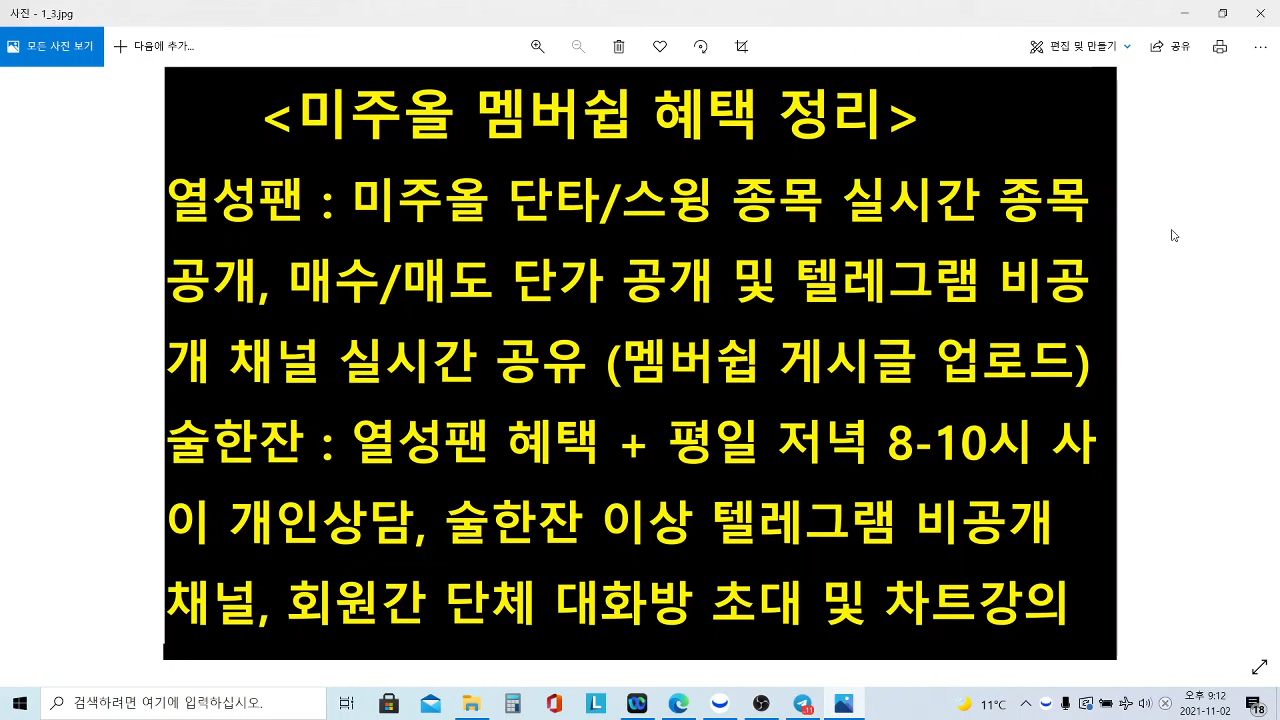 사진 - 1_3.jpg
모든 사진 보기
다음에 추가...
편집 및 만들기
공유
<미주올 멤버쉽 혜택 정리>
열성팬 : 미주올 단타/스윙 종목 실시간 종목
공개, 매수/매도 단가 공개 및 텔레그램 비공
개 채널 실시간 공유 (멤버쉽 게시글 업로드)
술한잔 : 열성팬 혜택 + 평일 저녁 8-10시 사
이 개인상담, 술한잔 이상 텔레그램 비공개
채널, 회원간 단체 대화방 초대 및 차트강의
검색하려면 여기에 입력하십시오.
L
11
11°C
오후 9:12
2021-11-02
18